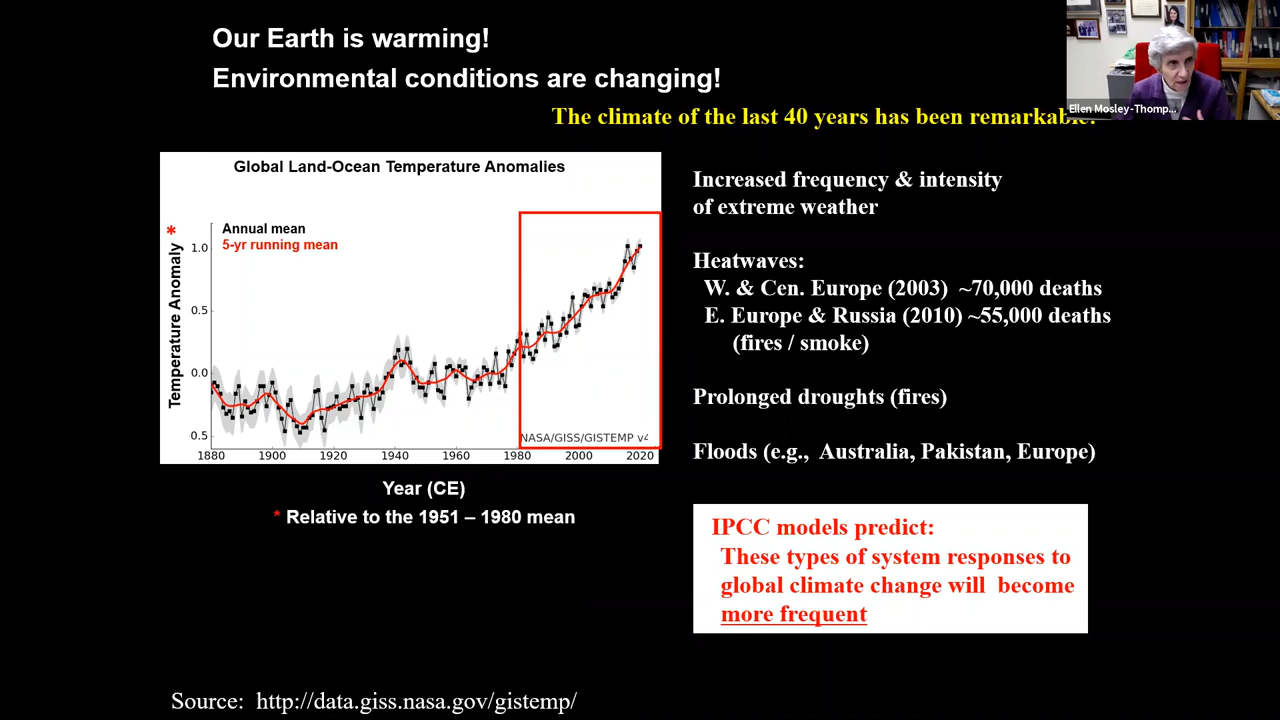 Our Earth is warming!
Environmental conditions are changing!
The climate of the last 40 years has been remarkable.
Ellen Mosley-Thomp...
Global Land-Ocean Temperature Anomalies
Annual mean
5-yr running mean
* Temperature Anomaly
1.0
0.5
0.0
0.5
NASA/GISS/GISTEMP v4
1880 1900 1920 1940 1960 1980 2000 2020
Year (CE)
* Relative to the 1951 – 1980 mean
Increased frequency & intensity
of extreme weather
Heatwaves:
W. & Cen. Europe (2003) ~70,000 deaths
E. Europe & Russia (2010) ~55,000 deaths
(fires / smoke)
Prolonged droughts (fires)
Floods (e.g., Australia, Pakistan, Europe)
IPCC models predict:
These types of system responses to
global climate change will become
more frequent
Source: http://data.giss.nasa.gov/gistemp/